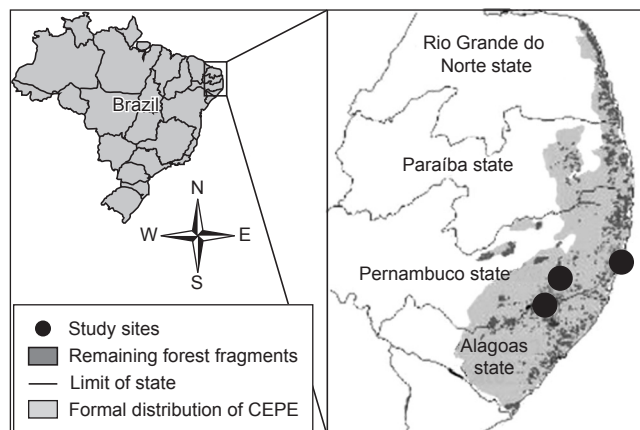 Brazil
N
W
E
S
Study sites
Remaining forest fragments
Limit of state
Formal distribution of CEPE
Rio Grande do
Norte state
Paraíba state
Pernambuco state
Alagoas
state